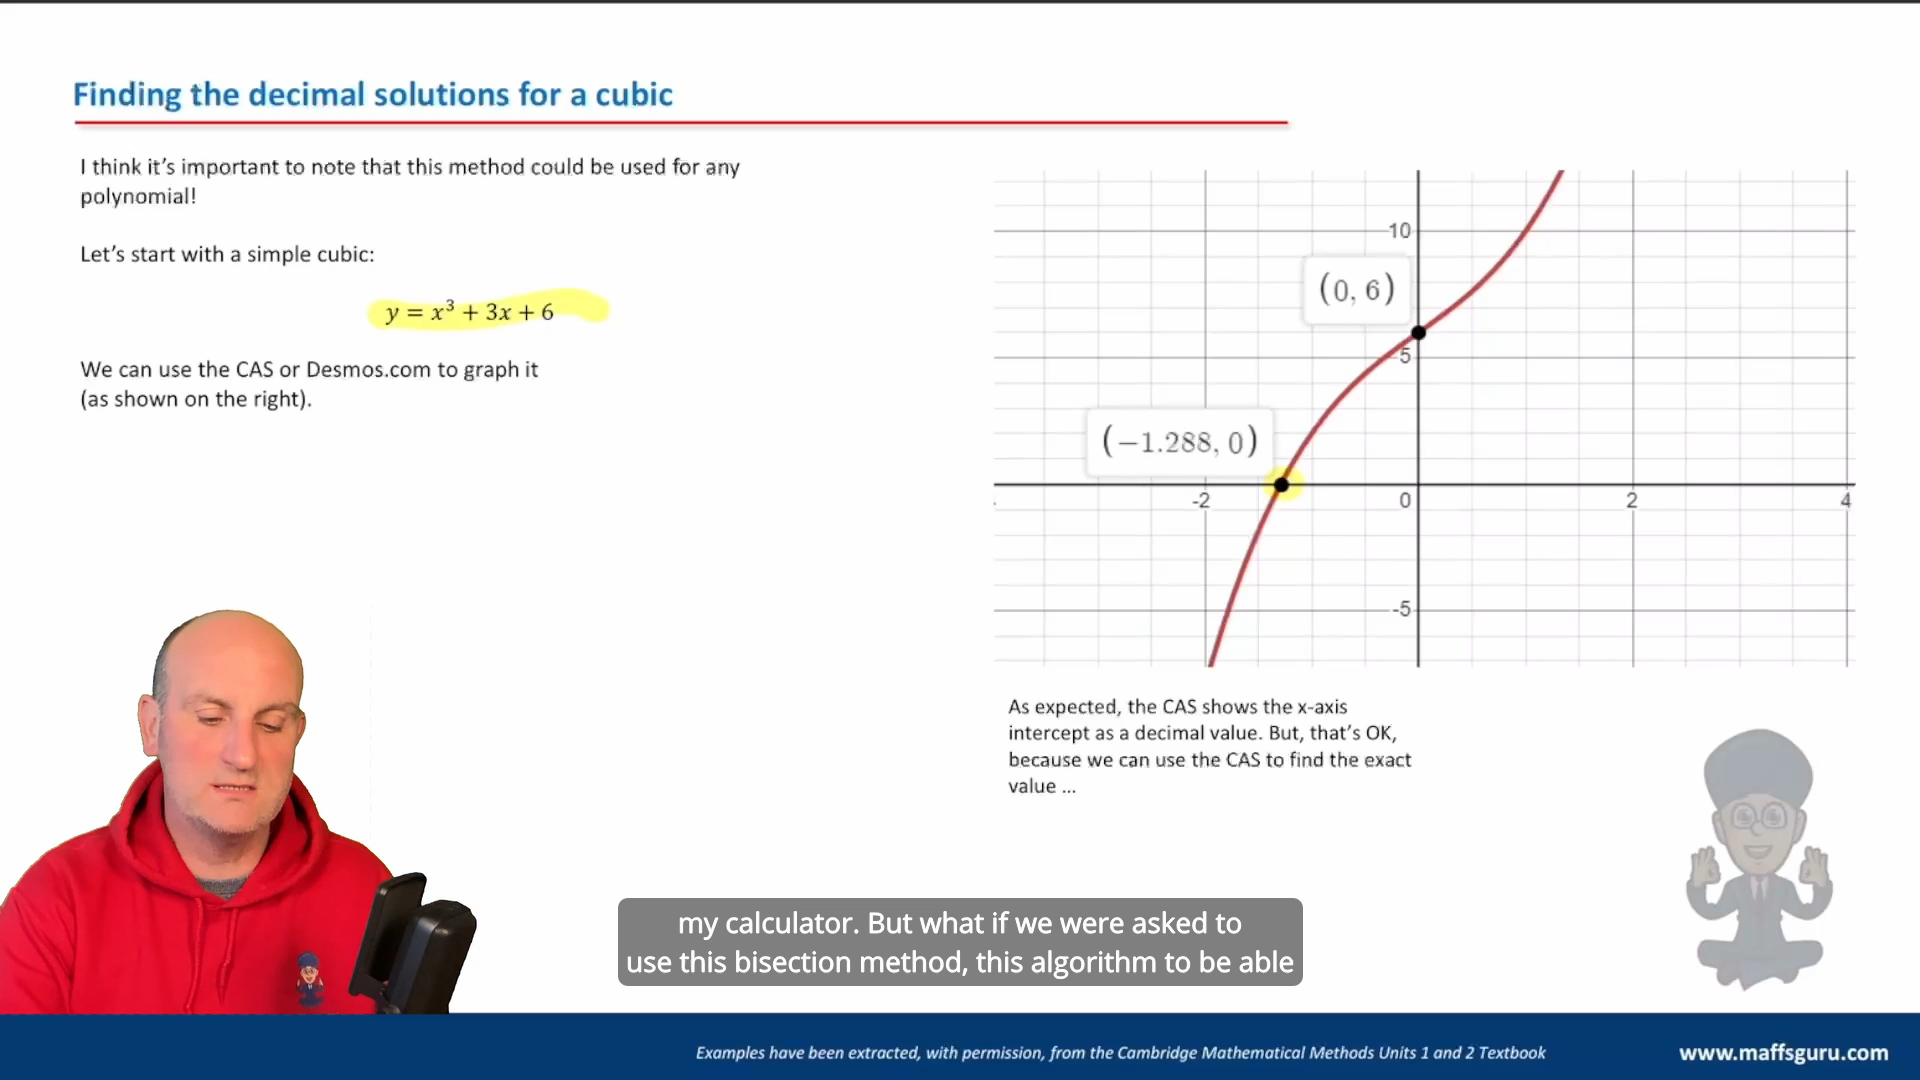 Finding the decimal solutions for a cubic
I think it's important to note that this method could be used for any
polynomial!
Let's start with a simple cubic:
y = x³ + 3x + 6
We can use the CAS or Desmos.com to graph it
(as shown on the right).
10
(0, 6)
5
(−1.288, 0)
-2
0
2
4
-5
As expected, the CAS shows the x-axis
intercept as a decimal value. But, that's OK,
because we can use the CAS to find the exact
value ...
my calculator. But what if we were asked to
use this bisection method, this algorithm to be able
Examples have been extracted, with permission, from the Cambridge Mathematical Methods Units 1 and 2 Textbook
www.maffsguru.com